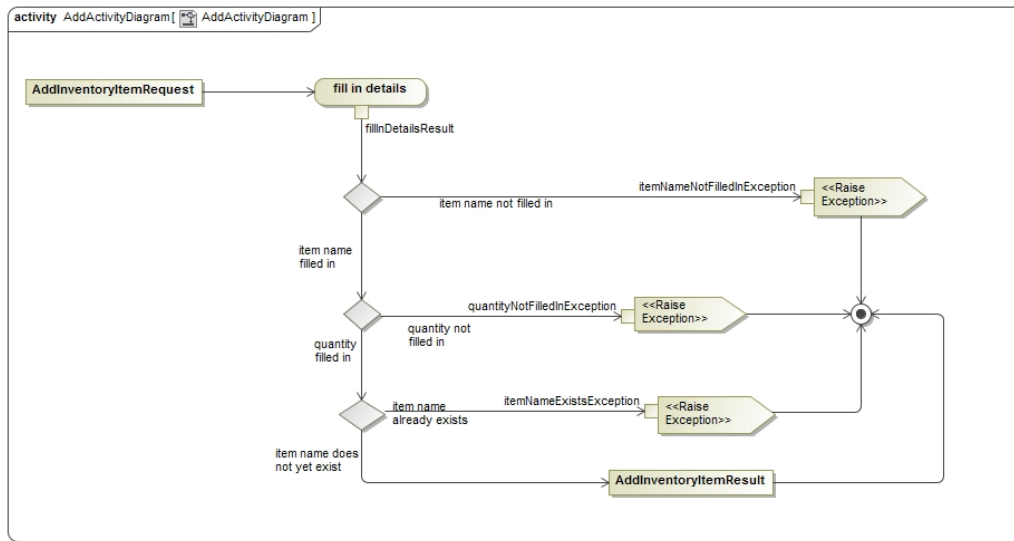 activity AddActivityDiagram[ AddActivityDiagram ]
AddInventoryItemRequest
fill in details
fillInDetailsResult
itemNameNotFilledInException
<<Raise
Exception>>
item name not filled in
item name
filled in
quantityNotFilledInException
<<Raise
Exception>>
quantity not
filled in
quantity
filled in
itemNameExistsException
<<Raise
Exception>>
item name
already exists
item name does
not yet exist
AddInventoryItemResult